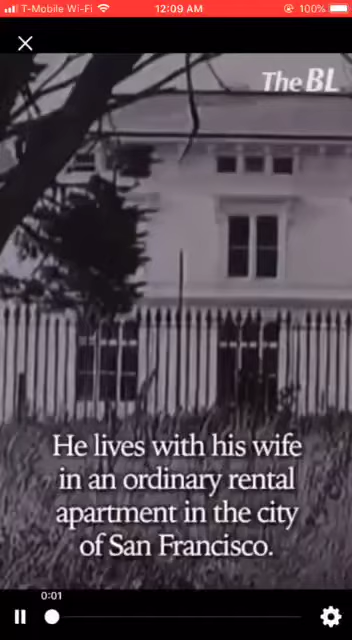 T-Mobile Wi-Fi 12:09 AM 100%
The BL
He lives with his wife
in an ordinary rental
apartment in the city
of San Francisco.
0:01